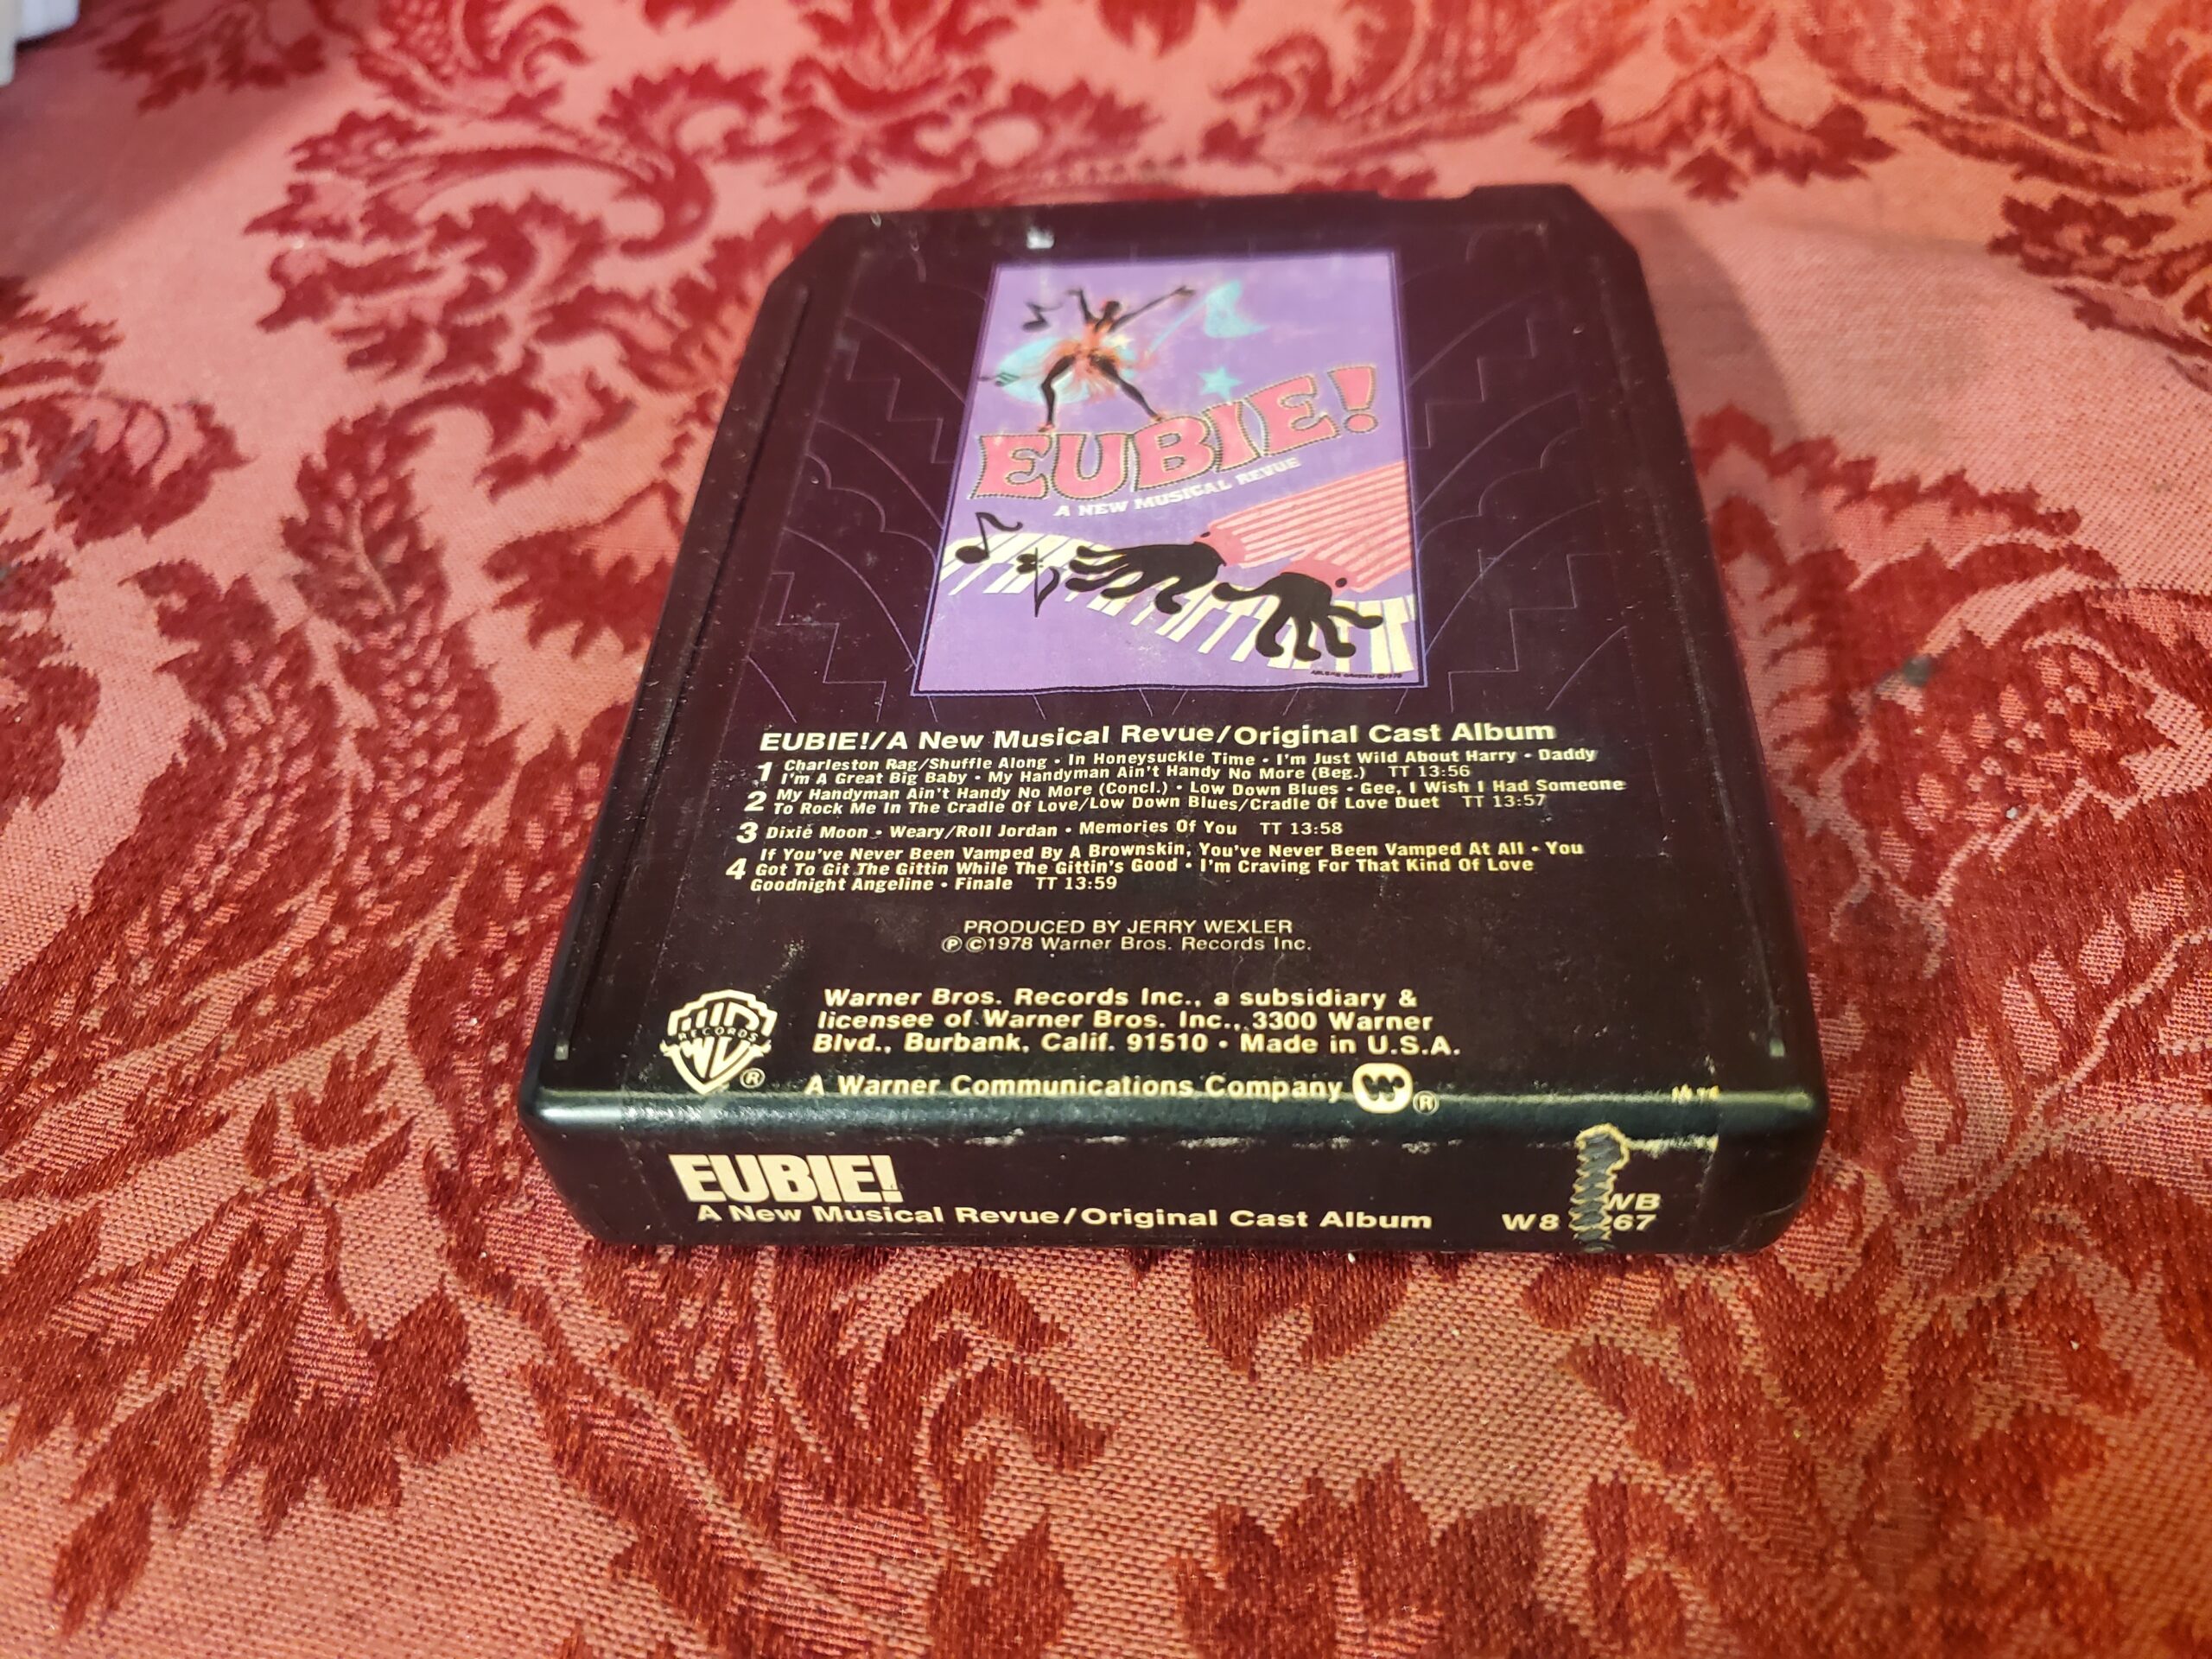 EUBIE!
A NEW MUSICAL REVUE
EUBIE!/A New Musical Revue/Original Cast Album
1 Charleston Rag/Shuffle Along • In Honeysuckle Time • I'm Just Wild About Harry • Daddy
I'm A Great Big Baby • My Handyman Ain't Handy No More (Beg.) TT 13:56
2 My Handyman Ain't Handy No More (Concl.) • Low Down Blues • Gee, I Wish I Had Someone
To Rock Me In The Cradle Of Love/Low Down Blues/Cradle Of Love Duet TT 13:57
3 Dixie Moon • Weary/Roll Jordan • Memories Of You TT 13:58
4 If You've Never Been Vamped By A Brownskin, You've Never Been Vamped At All • You
Got To Git The Gittin While The Gittin's Good • I'm Craving For That Kind Of Love
Goodnight Angeline • Finale TT 13:59
PRODUCED BY JERRY WEXLER
℗ ©1978 Warner Bros. Records Inc.
RECORDS
®
Warner Bros. Records Inc., a subsidiary &
licensee of Warner Bros. Inc., 3300 Warner
Blvd., Burbank, Calif. 91510 • Made in U.S.A.
A Warner Communications Company ®
EUBIE!
A New Musical Revue/Original Cast Album
WB
W8 67